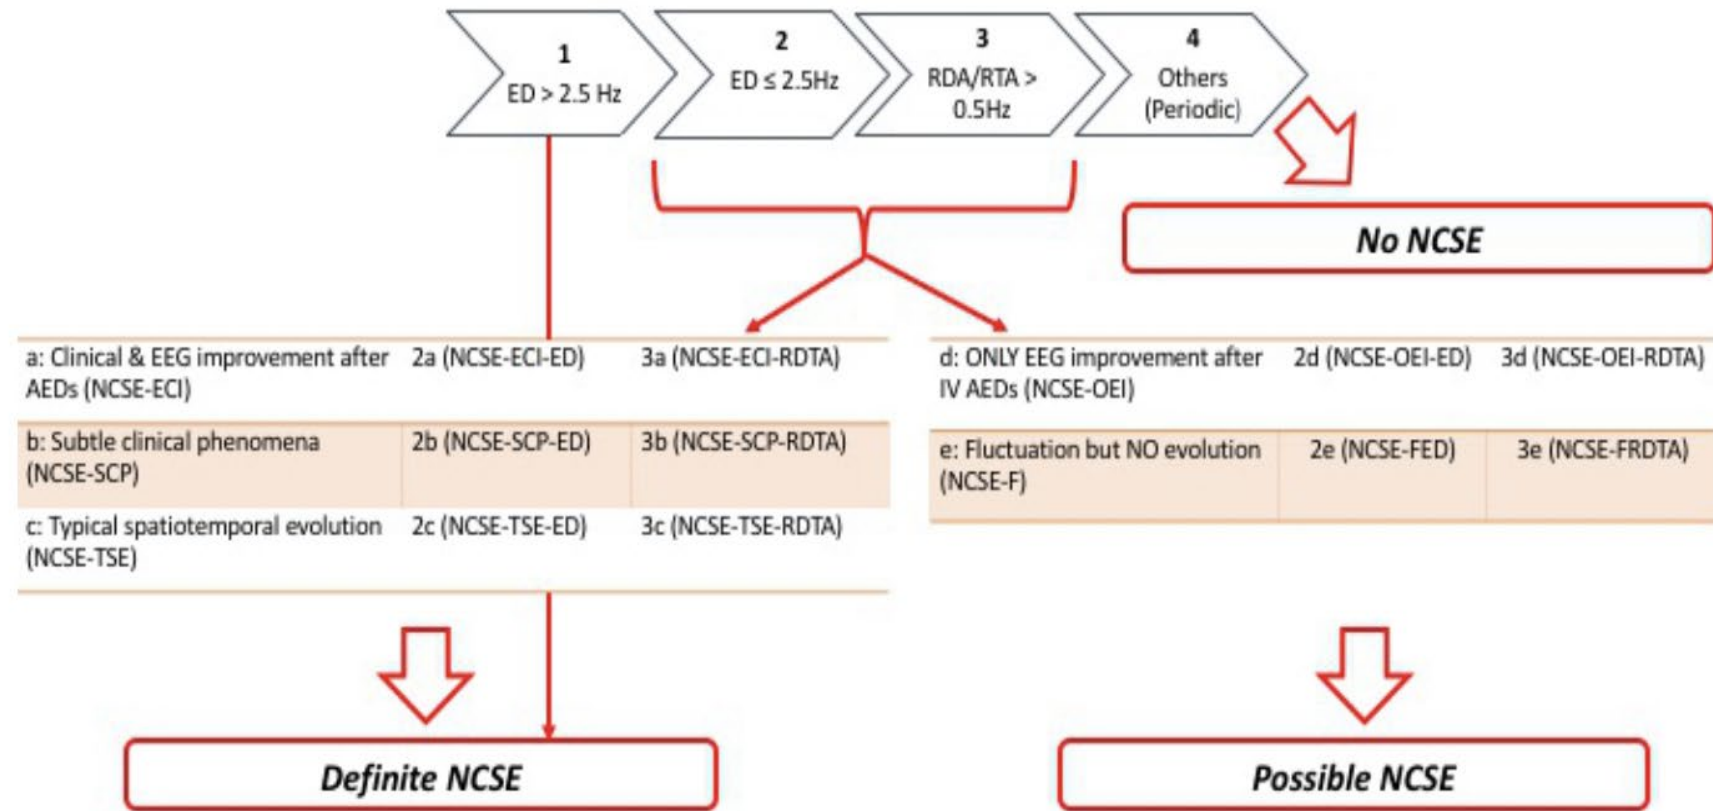 1
ED > 2.5 Hz
2
ED ≤ 2.5Hz
3
RDA/RTA >
0.5Hz
4
Others
(Periodic)
No NCSE
a: Clinical & EEG improvement after
AEDs (NCSE-ECI)
2a (NCSE-ECI-ED)
3a (NCSE-ECI-RDTA)
b: Subtle clinical phenomena
(NCSE-SCP)
2b (NCSE-SCP-ED)
3b (NCSE-SCP-RDTA)
c: Typical spatiotemporal evolution
(NCSE-TSE)
2c (NCSE-TSE-ED)
3c (NCSE-TSE-RDTA)
d: ONLY EEG improvement after
IV AEDs (NCSE-OEI)
2d (NCSE-OEI-ED)
3d (NCSE-OEI-RDTA)
e: Fluctuation but NO evolution
(NCSE-F)
2e (NCSE-FED)
3e (NCSE-FRDTA)
Definite NCSE
Possible NCSE